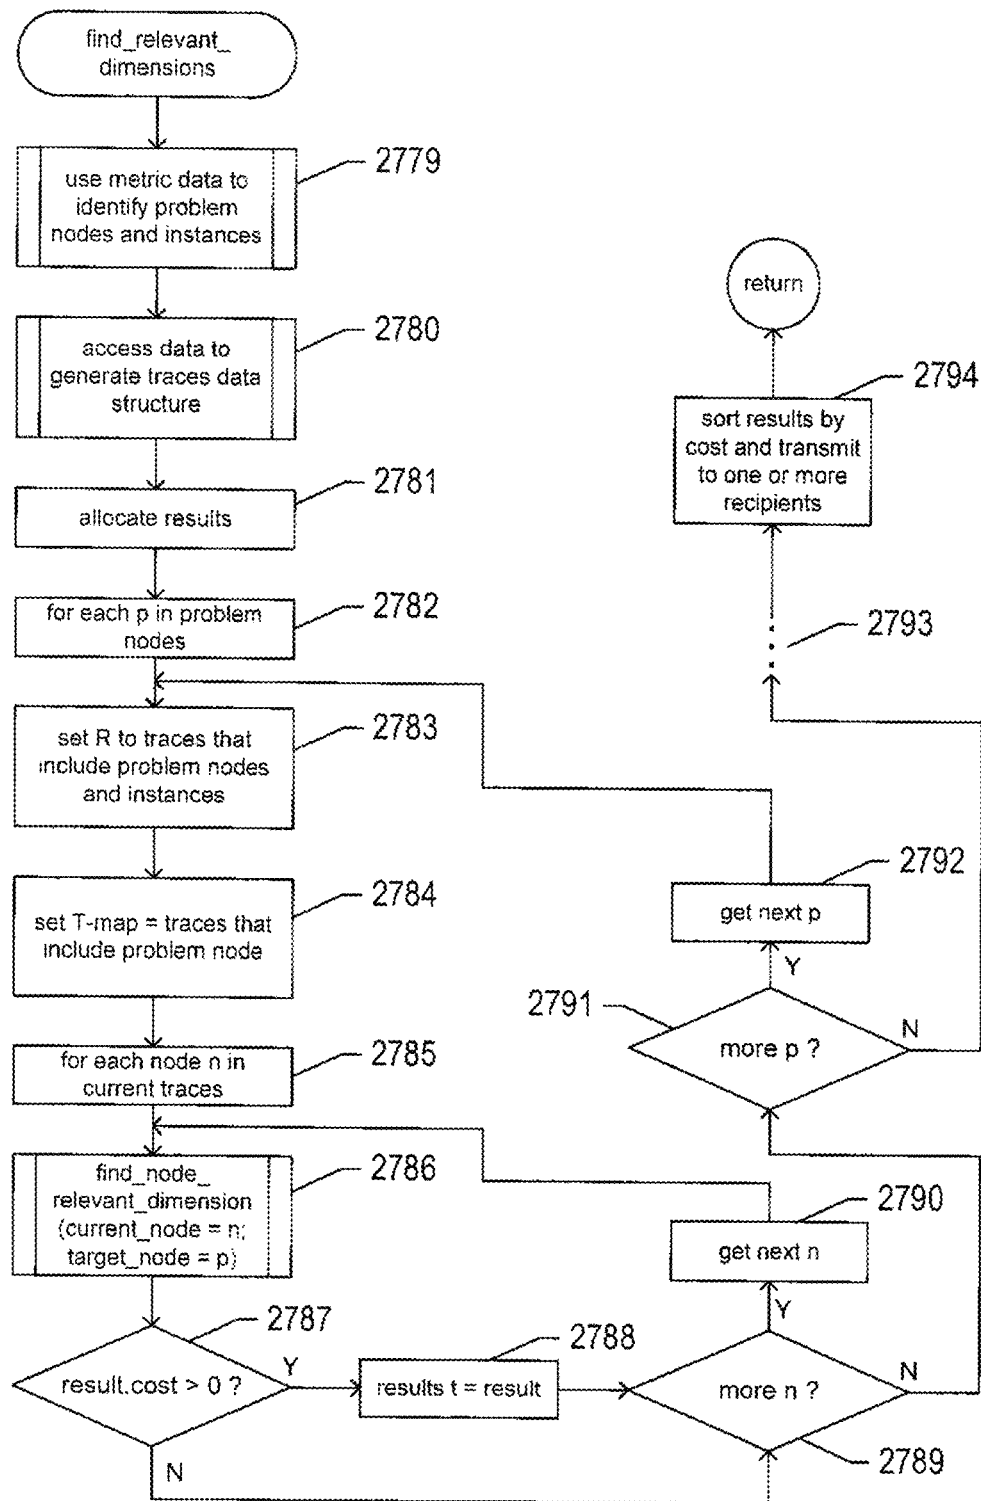 find_relevant_
dimensions
2779
use metric data to
identify problem
nodes and instances
2780
access data to
generate traces data
structure
2781
allocate results
2782
for each p in problem
nodes
2783
set R to traces that
include problem nodes
and instances
2784
set T-map = traces that
include problem node
2785
for each node n in
current traces
2786
find_node_
relevant_dimension
(current_node = n;
target_node = p)
2787
result.cost > 0 ?
Y
N
2788
results t = result
more n ?
2789
Y
N
2790
get next n
2791
more p ?
Y
N
2792
get next p
2793
2794
sort results by
cost and transmit
to one or more
recipients
return